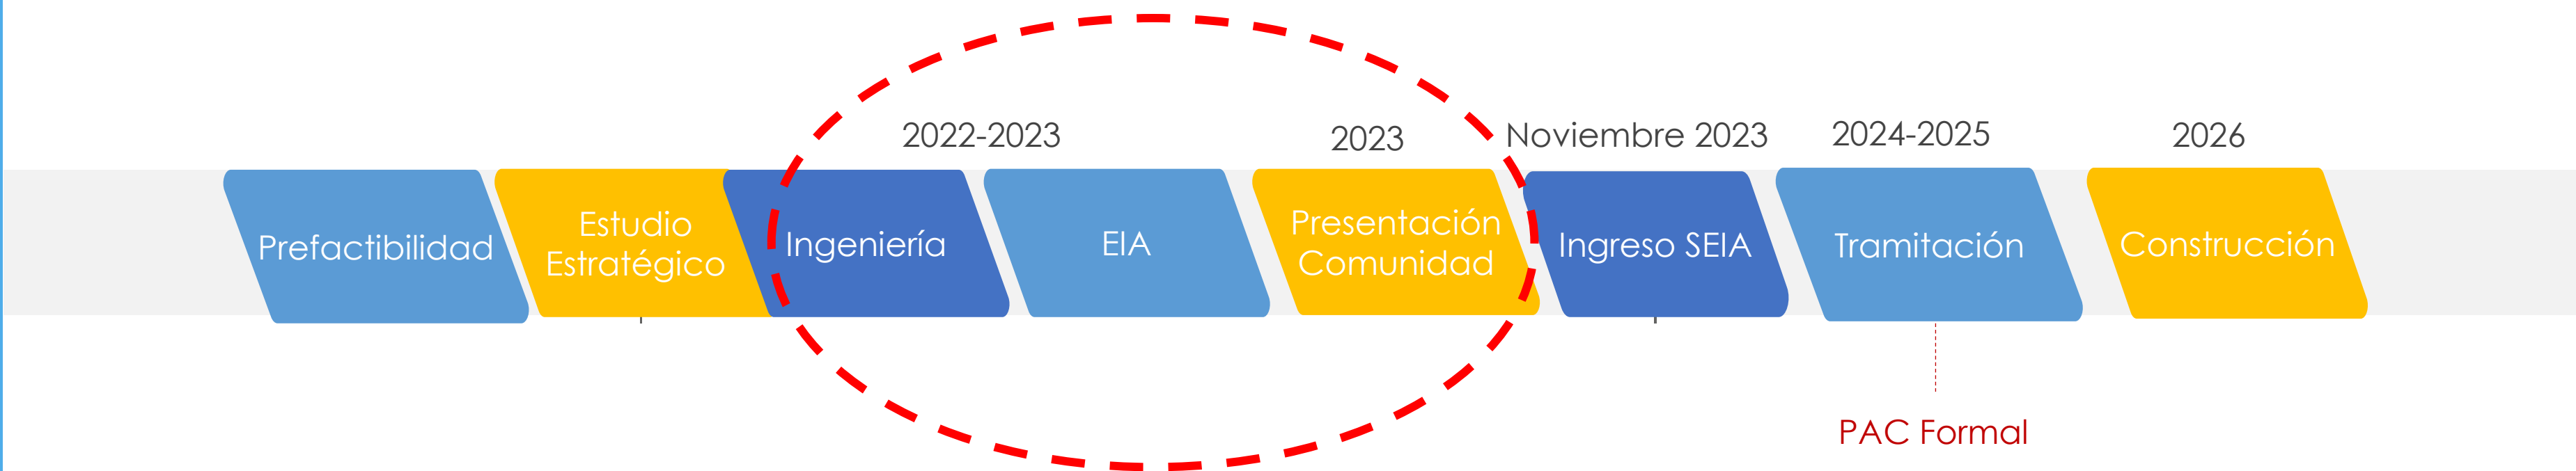 2022-2023
2023
Noviembre 2023
2024-2025
2026
Prefactibilidad
Estudio
Estratégico
Ingeniería
EIA
Presentación
Comunidad
Ingreso SEIA
Tramitación
Construcción
PAC Formal